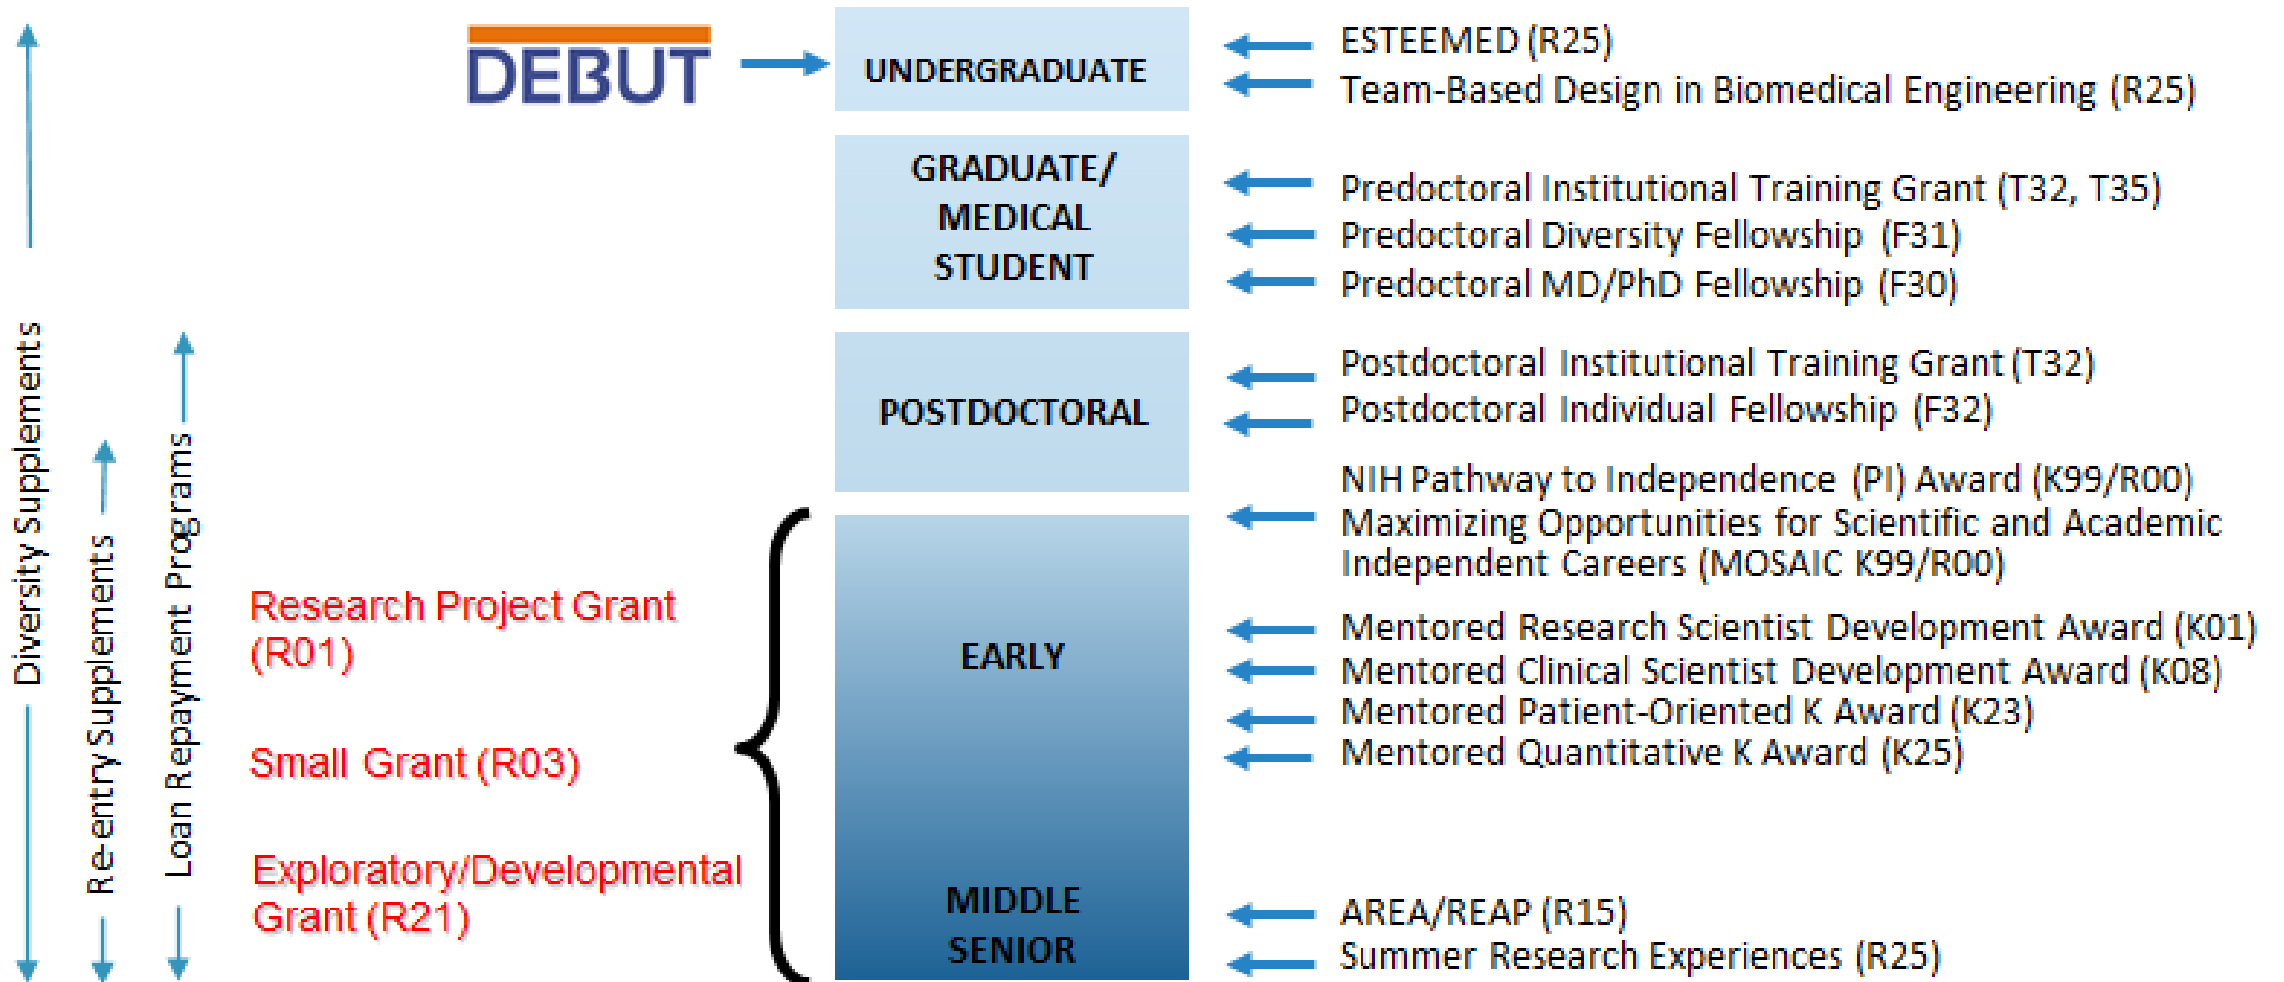 Diversity Supplements
Re-entry Supplements
Loan Repayment Programs
DEBUT
Research Project Grant
(R01)
Small Grant (R03)
Exploratory/Developmental
Grant (R21)
UNDERGRADUATE
GRADUATE/
MEDICAL
STUDENT
POSTDOCTORAL
EARLY
MIDDLE
SENIOR
ESTEEMED (R25)
Team-Based Design in Biomedical Engineering (R25)
Predoctoral Institutional Training Grant (T32, T35)
Predoctoral Diversity Fellowship (F31)
Predoctoral MD/PhD Fellowship (F30)
Postdoctoral Institutional Training Grant (T32)
Postdoctoral Individual Fellowship (F32)
NIH Pathway to Independence (PI) Award (K99/R00)
Maximizing Opportunities for Scientific and Academic
Independent Careers (MOSAIC K99/R00)
Mentored Research Scientist Development Award (K01)
Mentored Clinical Scientist Development Award (K08)
Mentored Patient-Oriented K Award (K23)
Mentored Quantitative K Award (K25)
AREA/REAP (R15)
Summer Research Experiences (R25)